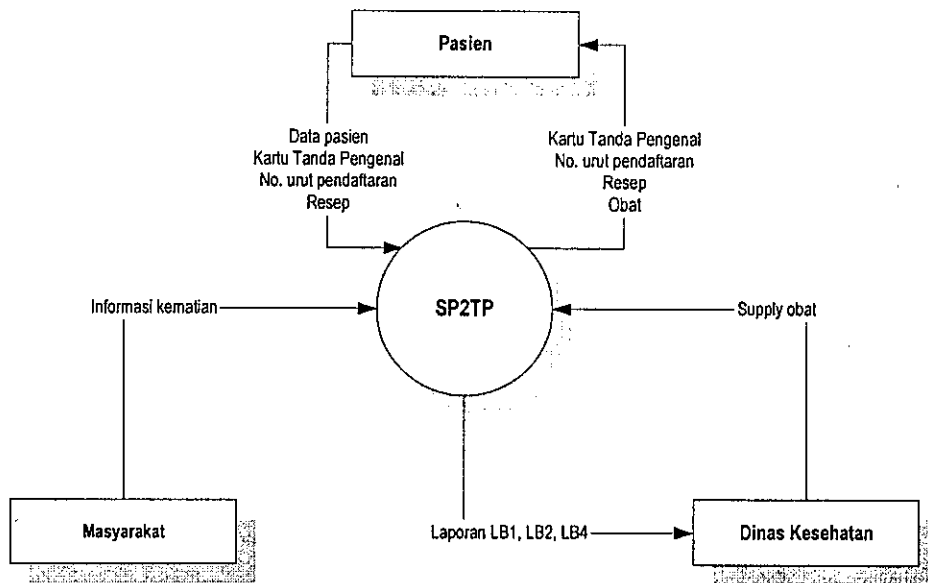 Pasien
Data pasien
Kartu Tanda Pengenal
No. urut pendaftaran
Resep
Kartu Tanda Pengenal
No. urut pendaftaran
Resep
Obat
Informasi kematian
SP2TP
Supply obat
Masyarakat
Laporan LB1, LB2, LB4
Dinas Kesehatan